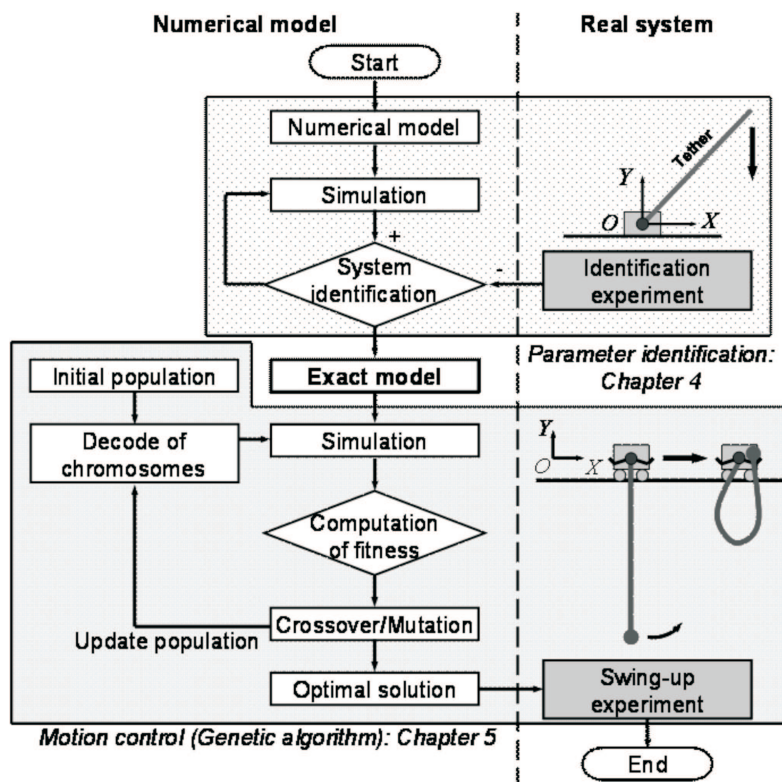 Numerical model
Real system
Start
Numerical model
Tether
Simulation
Y
O
X
+
System
identification
-
Identification
experiment
Parameter identification:
Chapter 4
Initial population
Exact model
Decode of
chromosomes
Simulation
Y
O
X
Computation
of fitness
Update population
Crossover/Mutation
Optimal solution
Swing-up
experiment
Motion control (Genetic algorithm): Chapter 5
End